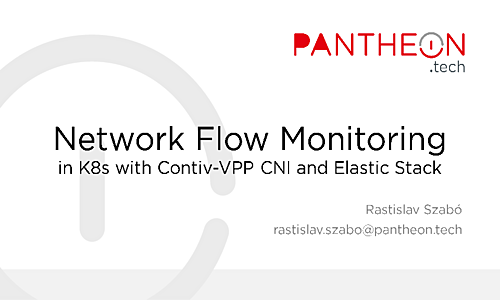 PANTHEON
.tech
Network Flow Monitoring
in K8s with Contiv-VPP CNI and Elastic Stack
Rastislav Szabó
rastislav.szabo@pantheon.tech